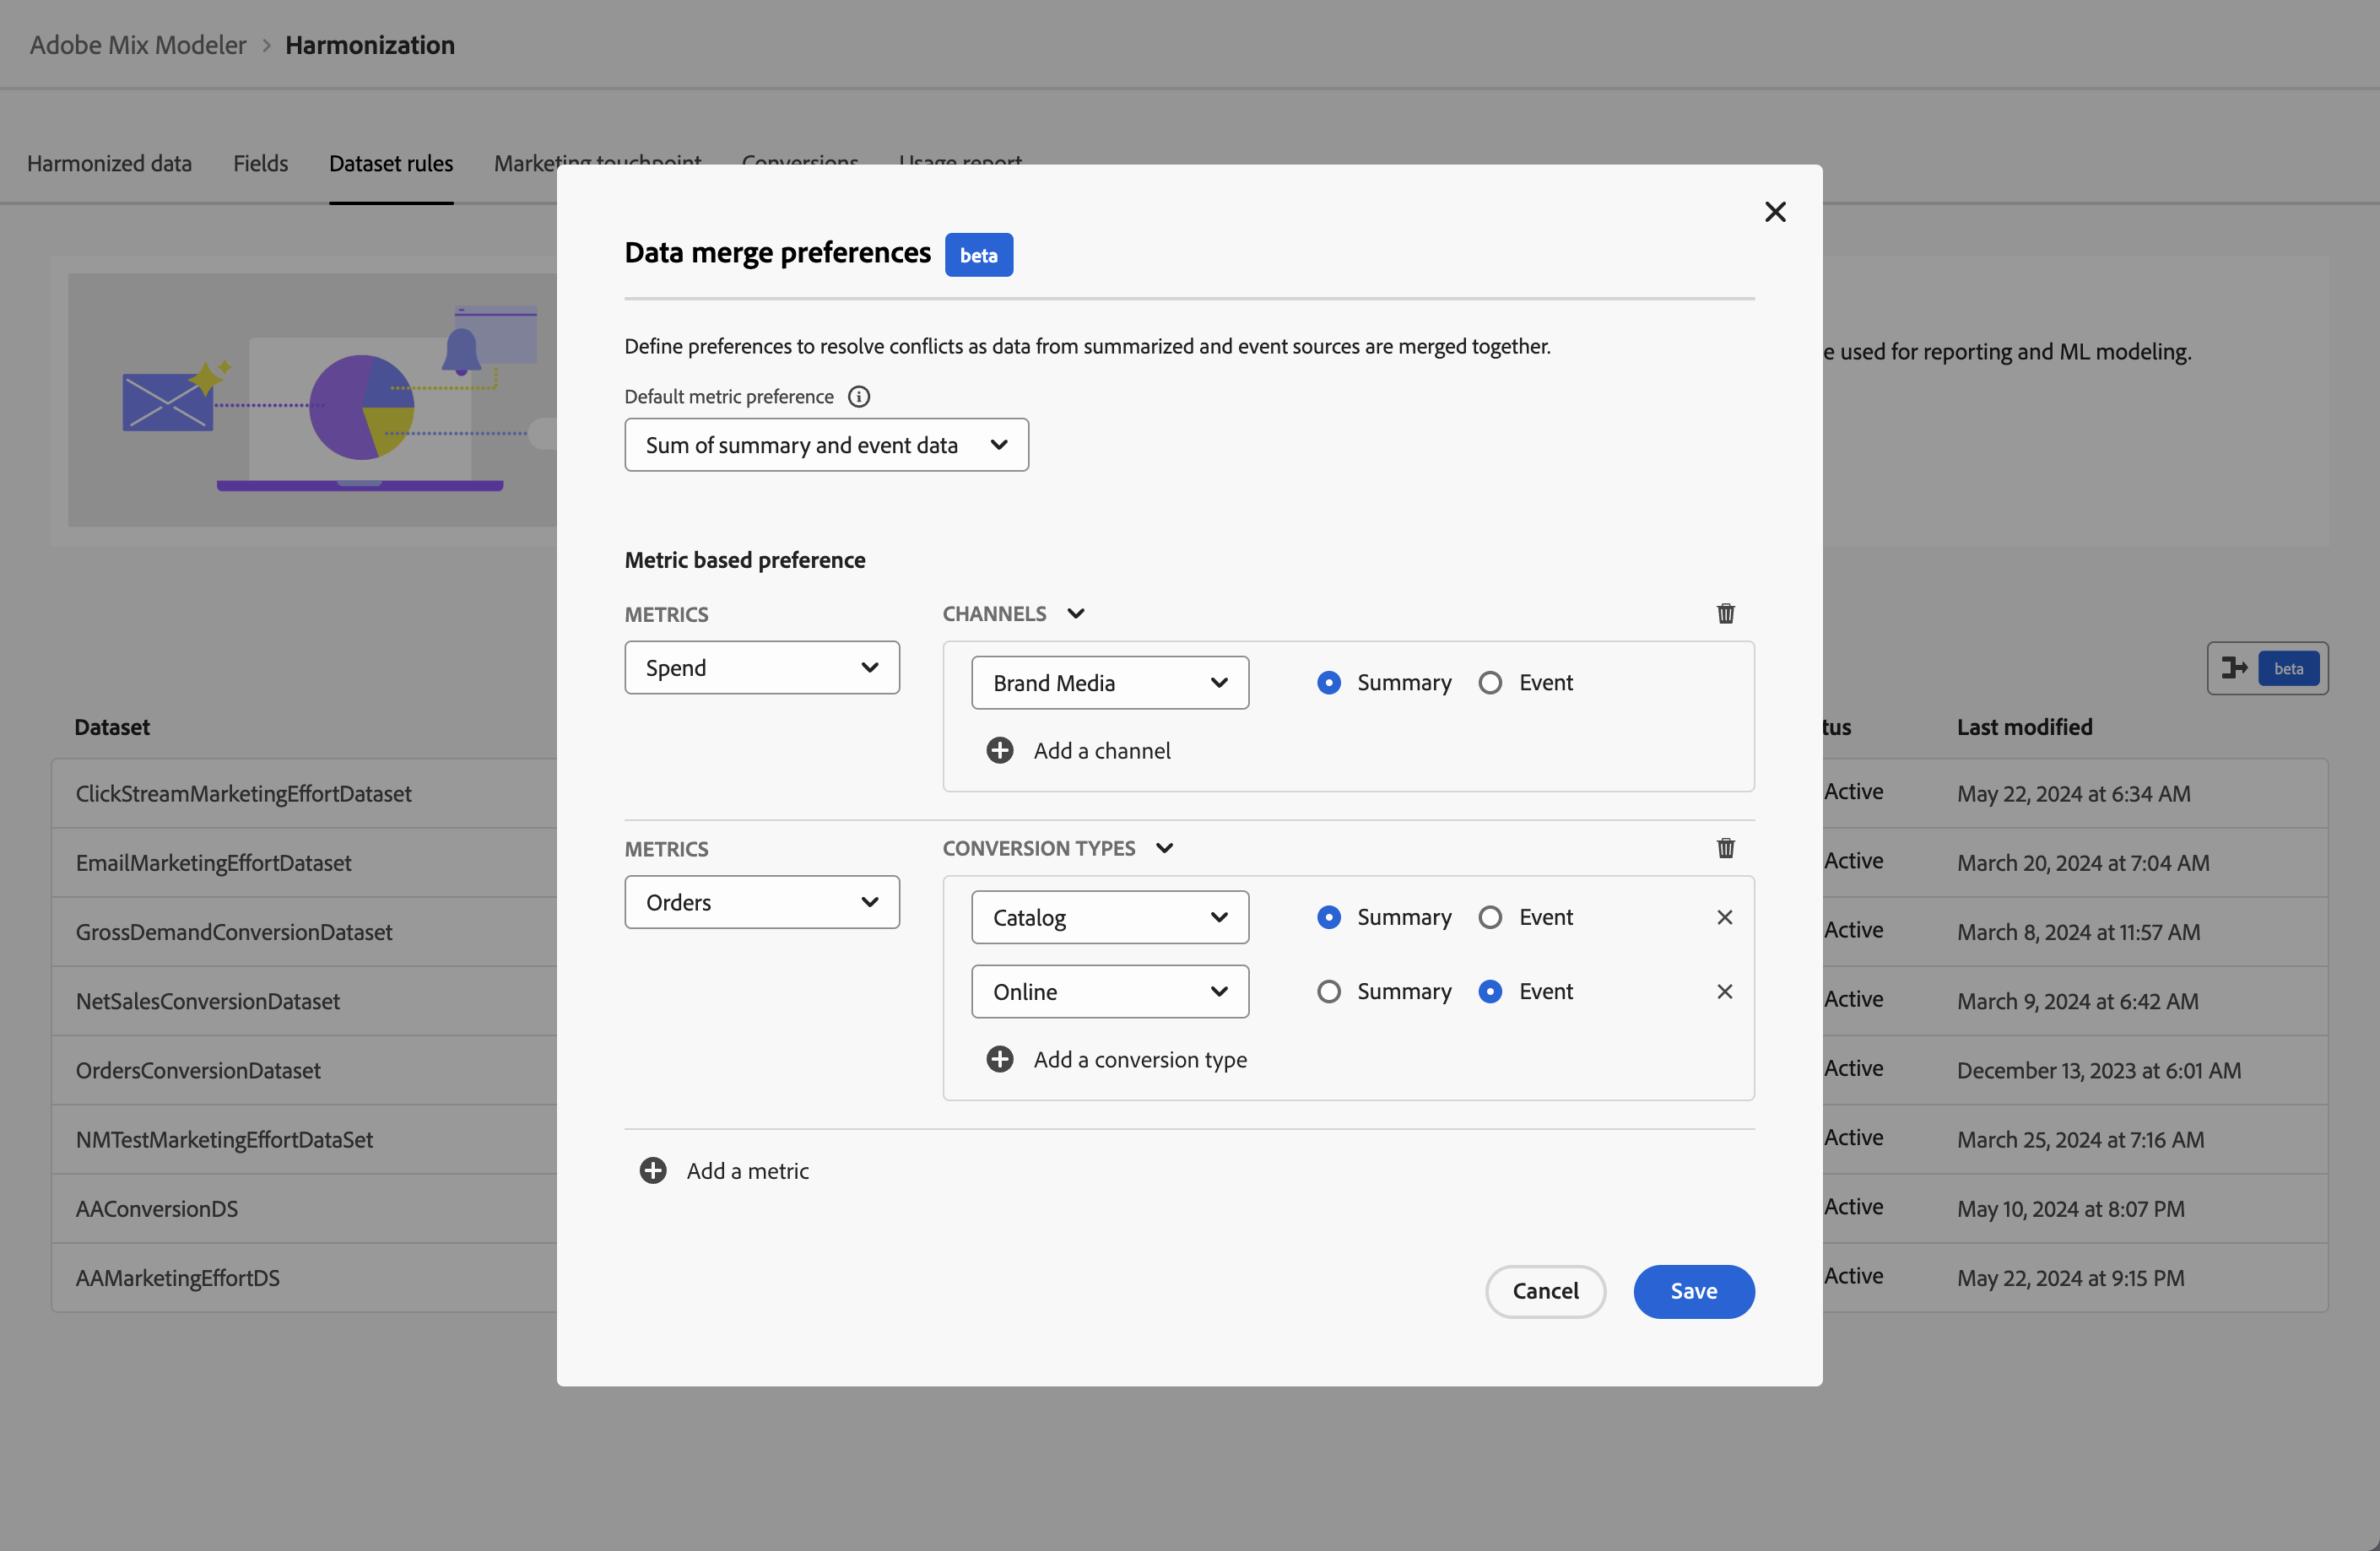 Adobe Mix Modeler > Harmonization
Harmonized data Fields Dataset rules Marketing touchpoint Conversions Usage report
Data merge preferences beta
Define preferences to resolve conflicts as data from summarized and event sources are merged together.
e used for reporting and ML modeling.
Default metric preference
Sum of summary and event data
Metric based preference
METRICS CHANNELS
Spend
Brand Media Summary Event
Add a channel
beta
METRICS CONVERSION TYPES
Orders
Catalog Summary Event
Online Summary Event
Add a conversion type
Add a metric
Cancel Save
Dataset tus Last modified
ClickStreamMarketingEffortDataset Active May 22, 2024 at 6:34 AM
EmailMarketingEffortDataset Active March 20, 2024 at 7:04 AM
GrossDemandConversionDataset Active March 8, 2024 at 11:57 AM
NetSalesConversionDataset Active March 9, 2024 at 6:42 AM
OrdersConversionDataset Active December 13, 2023 at 6:01 AM
NMTestMarketingEffortDataSet Active March 25, 2024 at 7:16 AM
AAConversionDS Active May 10, 2024 at 8:07 PM
AAMarketingEffortDS Active May 22, 2024 at 9:15 PM